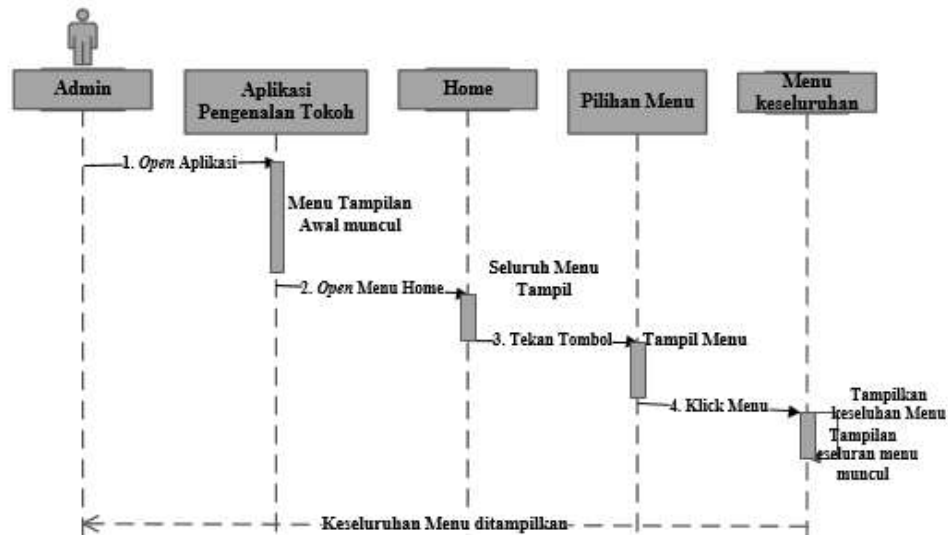 Admin
Aplikasi
Pengenalan Tokoh
Home
Pilihan Menu
Menu
keseluruhan
1. Open Aplikasi
Menu Tampilan
Awal muncul
2. Open Menu Home
Seluruh Menu
Tampil
3. Tekan Tombol
Tampil Menu
4. Klick Menu
Tampilkan
keseluhan Menu
Tampilan
eseluran menu
muncul
Keseluruhan Menu ditampilkan